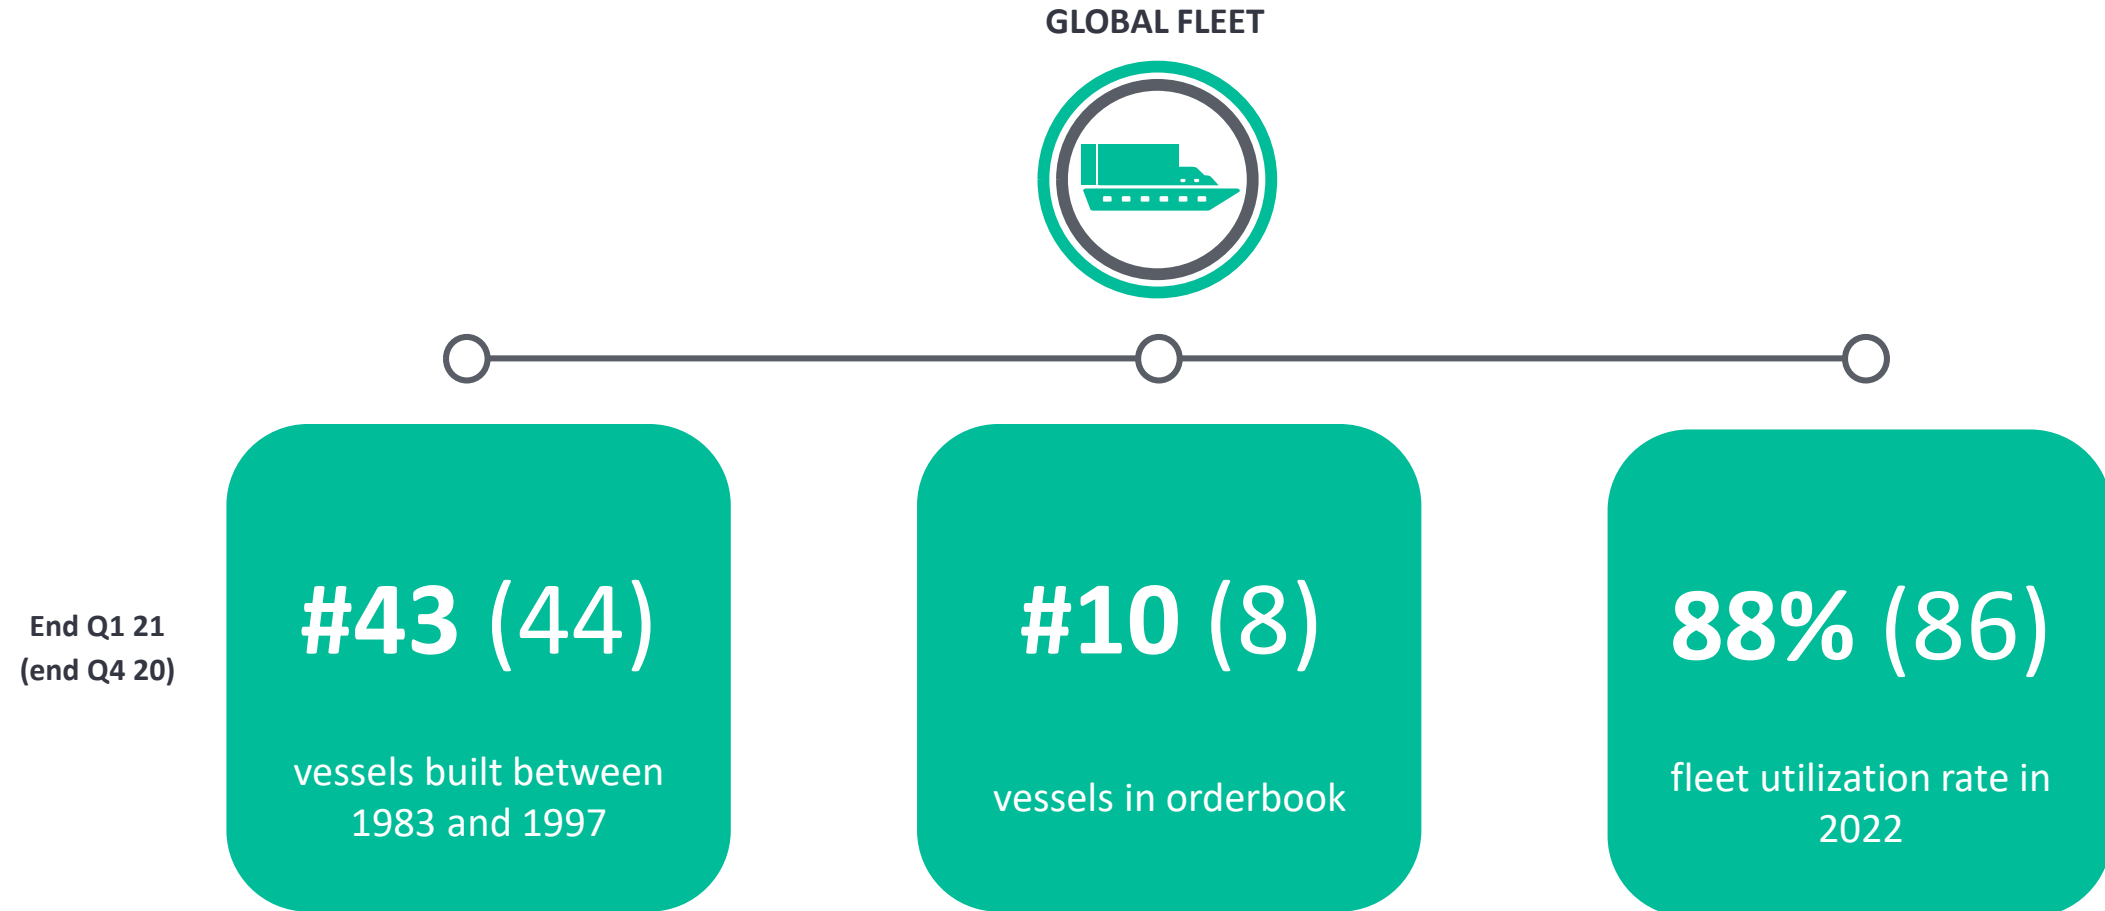 GLOBAL FLEET
End Q1 21
(end Q4 20)
#43 (44)
vessels built between
1983 and 1997
#10 (8)
vessels in orderbook
88% (86)
fleet utilization rate in
2022